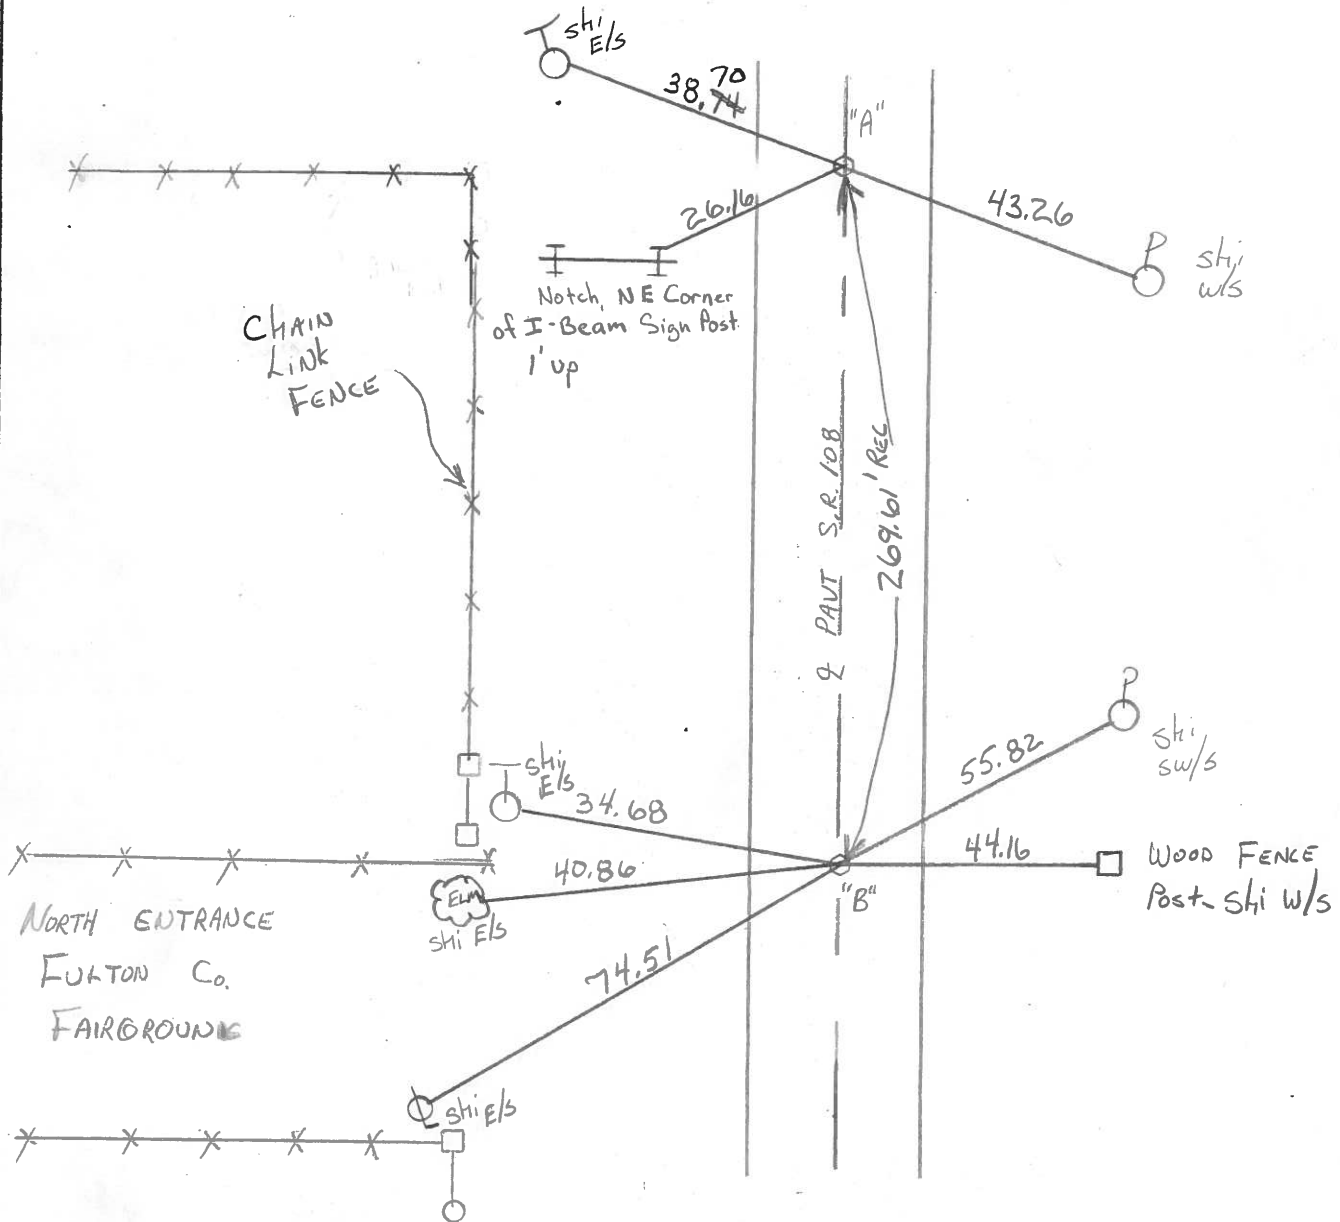 shi
E/S
38.70
74
"A"
26.16
43.26
P
shi
W/S
Notch, NE Corner
of I-Beam Sign Post
1' up
CHAIN
LINK
FENCE
℄ PAVT S.R. 108
269.61' REC
P
shi
SW/S
55.82
shi
E/S
34.68
40.86
44.16
WOOD FENCE
Post - Shi W/S
ELM
Shi E/S
"B"
NORTH ENTRANCE
FULTON Co.
FAIRGROUNDS
74.51
Shi E/S